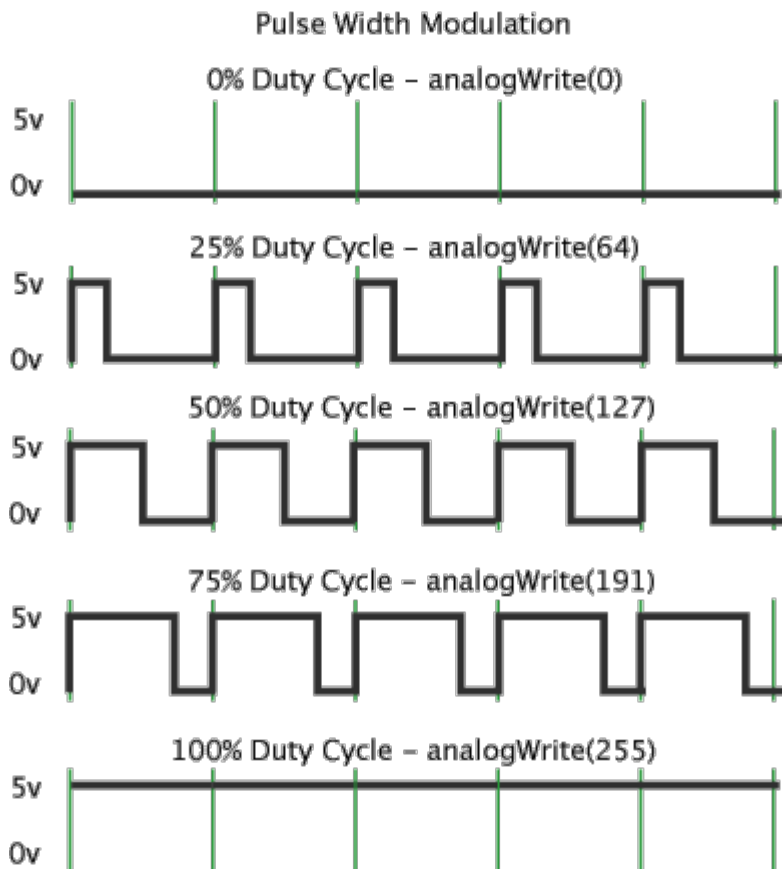 Pulse Width Modulation
0% Duty Cycle – analogWrite(0)
5v
0v
25% Duty Cycle – analogWrite(64)
5v
0v
50% Duty Cycle – analogWrite(127)
5v
0v
75% Duty Cycle – analogWrite(191)
5v
0v
100% Duty Cycle – analogWrite(255)
5v
0v